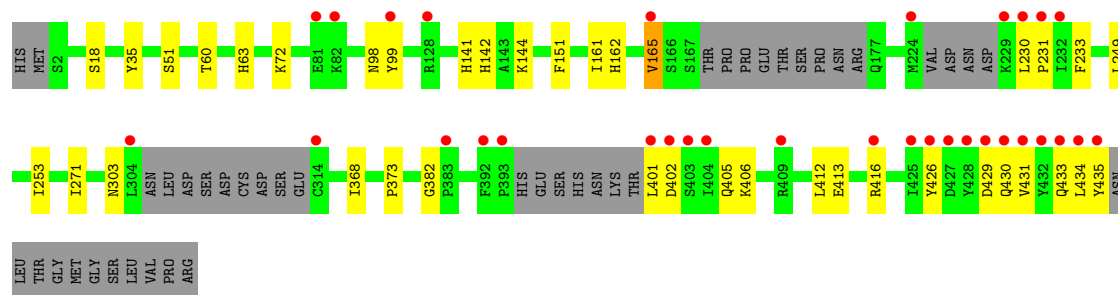 HIS MET S2 S18 Y35 S51 T60 H63 K72 E81 K82 N98 Y99 R128 H141 H142 A143 K144 F151 I161 H162 V165 S166 S167 THR PRO PRO GLU THR SER PRO ASN ARG Q177 M224 VAL ASP ASN ASP K229 L230 P231 I232 F233 L249
I253 I271 N303 L304 ASN LEU ASP SER ASP CYS ASP SER GLU C314 I368 P373 G382 P383 F392 P393 HIS GLU SER HIS ASN LYS THR L401 D402 S403 I404 Q405 K406 R409 L412 E413 R416 I425 Y426 D427 Y428 D429 Q430 V431 Y432 Q433 L434 Y435 ASN
LEU THR GLY MET GLY SER LEU VAL PRO ARG